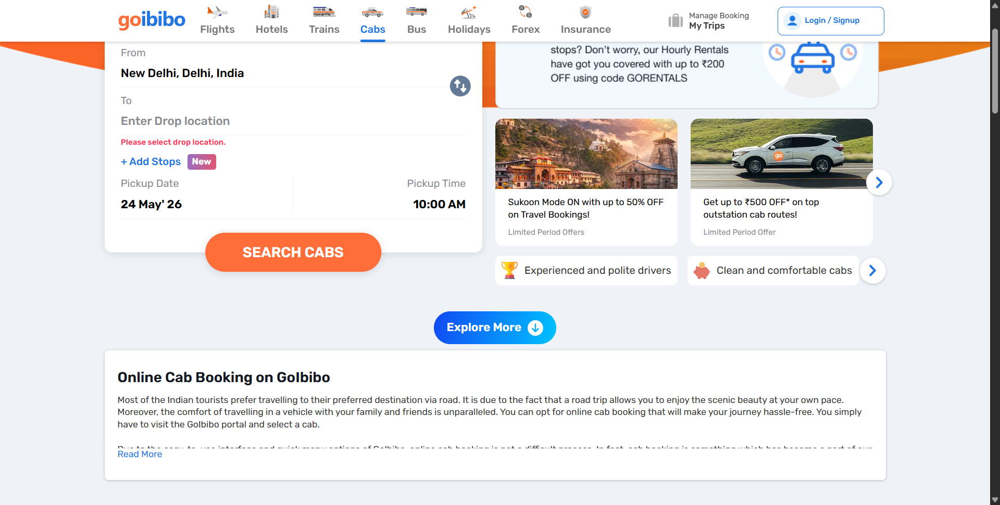 goibibo
Flights
Hotels
Trains
Cabs
Bus
Holidays
Forex
Insurance
Manage Booking
My Trips
Login / Signup
From
New Delhi, Delhi, India
To
Enter Drop location
Please select drop location.
+ Add Stops New
Pickup Date
24 May' 26
Pickup Time
10:00 AM
SEARCH CABS
stops? Don't worry, our Hourly Rentals
have got you covered with up to ₹200
OFF using code GORENTALS
Sukoon Mode ON with up to 50% OFF
on Travel Bookings!
Limited Period Offers
go
Get up to ₹500 OFF* on top
outstation cab routes!
Limited Period Offer
Experienced and polite drivers
Clean and comfortable cabs
Explore More
Online Cab Booking on GoIbibo
Most of the Indian tourists prefer travelling to their preferred destination via road. It is due to the fact that a road trip allows you to enjoy the scenic beauty at your own pace.
Moreover, the comfort of travelling in a vehicle with your family and friends is unparalleled. You can opt for online cab booking that will make your journey hassle-free. You simply
have to visit the GoIbibo portal and select a cab.
Read More